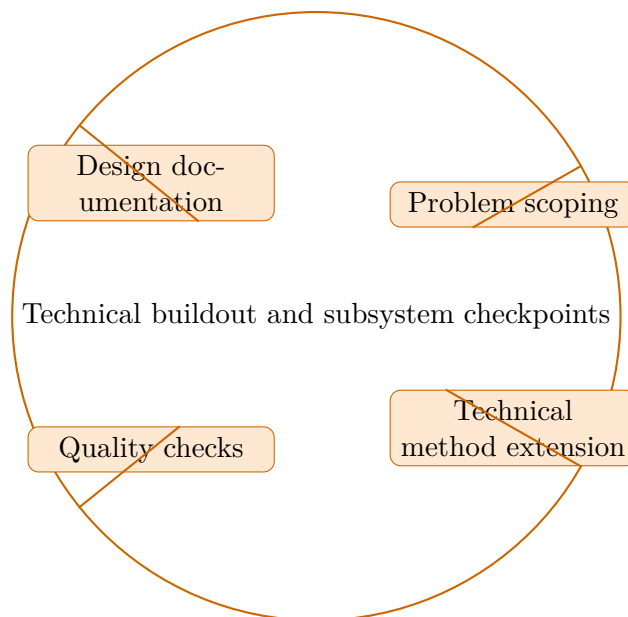 Design doc-
umentation
Problem scoping
Technical buildout and subsystem checkpoints
Technical
method extension
Quality checks